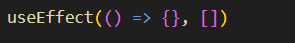 useEffect(() => {}, [])